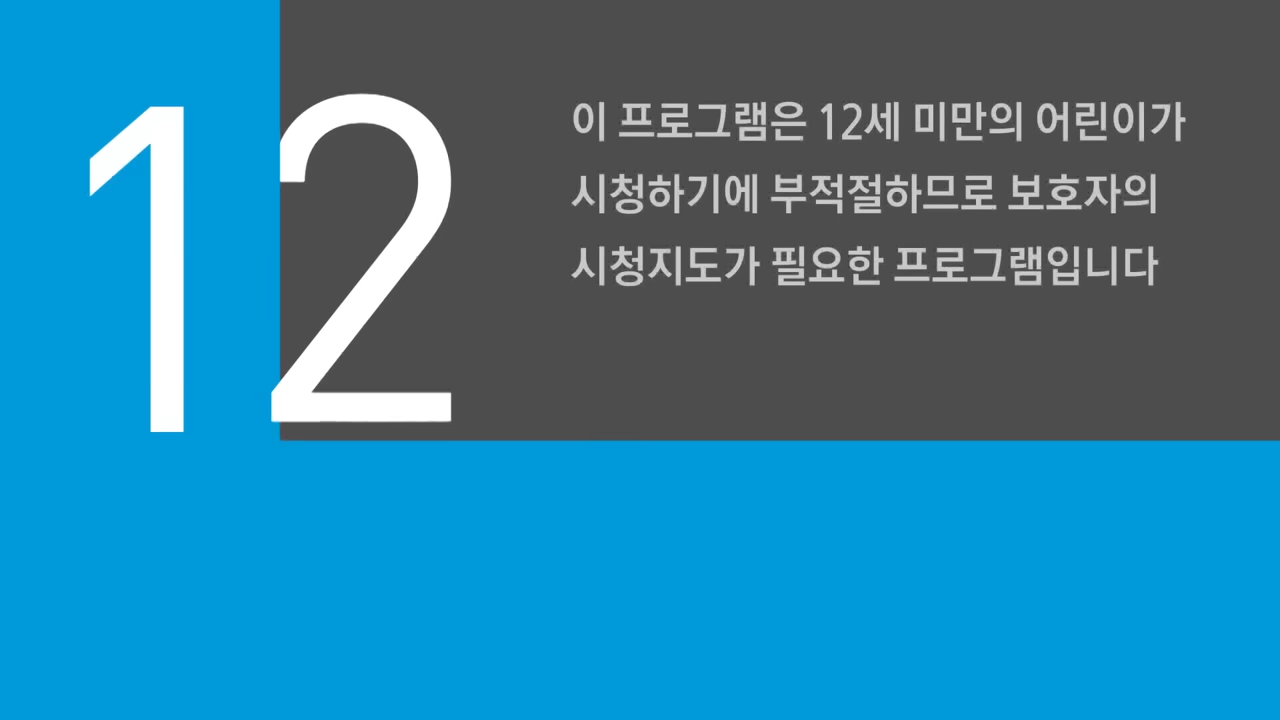 12
이 프로그램은 12세 미만의 어린이가
시청하기에 부적절하므로 보호자의
시청지도가 필요한 프로그램입니다